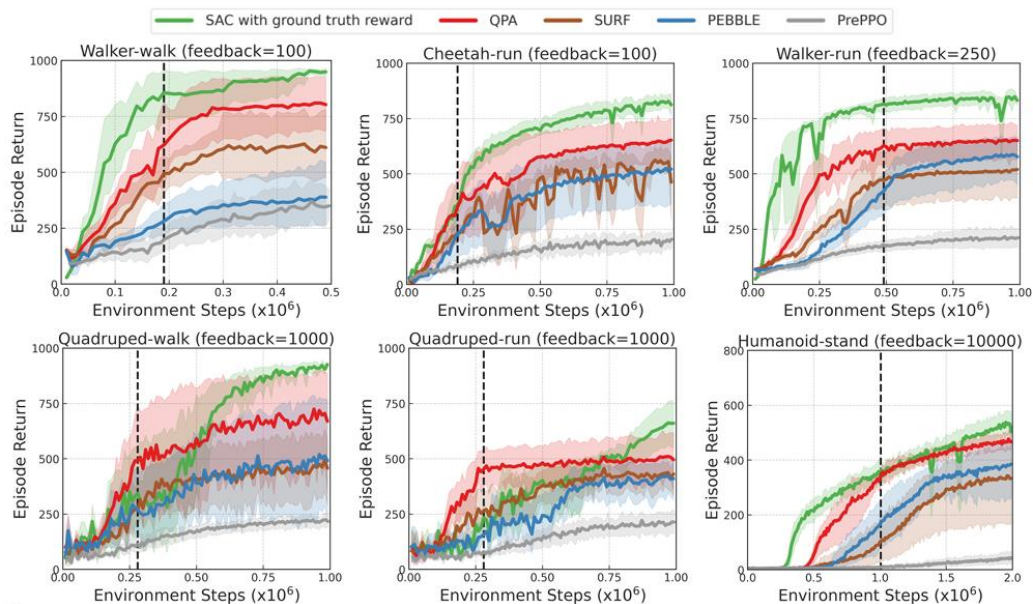 SAC with ground truth reward QPA SURF PEBBLE PrePPO
Walker-walk (feedback=100)
Episode Return
1000
750
500
250
0
0.0 0.1 0.2 0.3 0.4 0.5
Environment Steps (x10^6)
Cheetah-run (feedback=100)
Episode Return
1000
750
500
250
0
0.00 0.25 0.50 0.75 1.00
Environment Steps (x10^6)
Walker-run (feedback=250)
Episode Return
1000
750
500
250
0
0.00 0.25 0.50 0.75 1.00
Environment Steps (x10^6)
Quadruped-walk (feedback=1000)
Episode Return
1000
750
500
250
0
0.00 0.25 0.50 0.75 1.00
Environment Steps (x10^6)
Quadruped-run (feedback=1000)
Episode Return
1000
750
500
250
0
0.00 0.25 0.50 0.75 1.00
Environment Steps (x10^6)
Humanoid-stand (feedback=10000)
Episode Return
800
600
400
200
0
0.0 0.5 1.0 1.5 2.0
Environment Steps (x10^6)